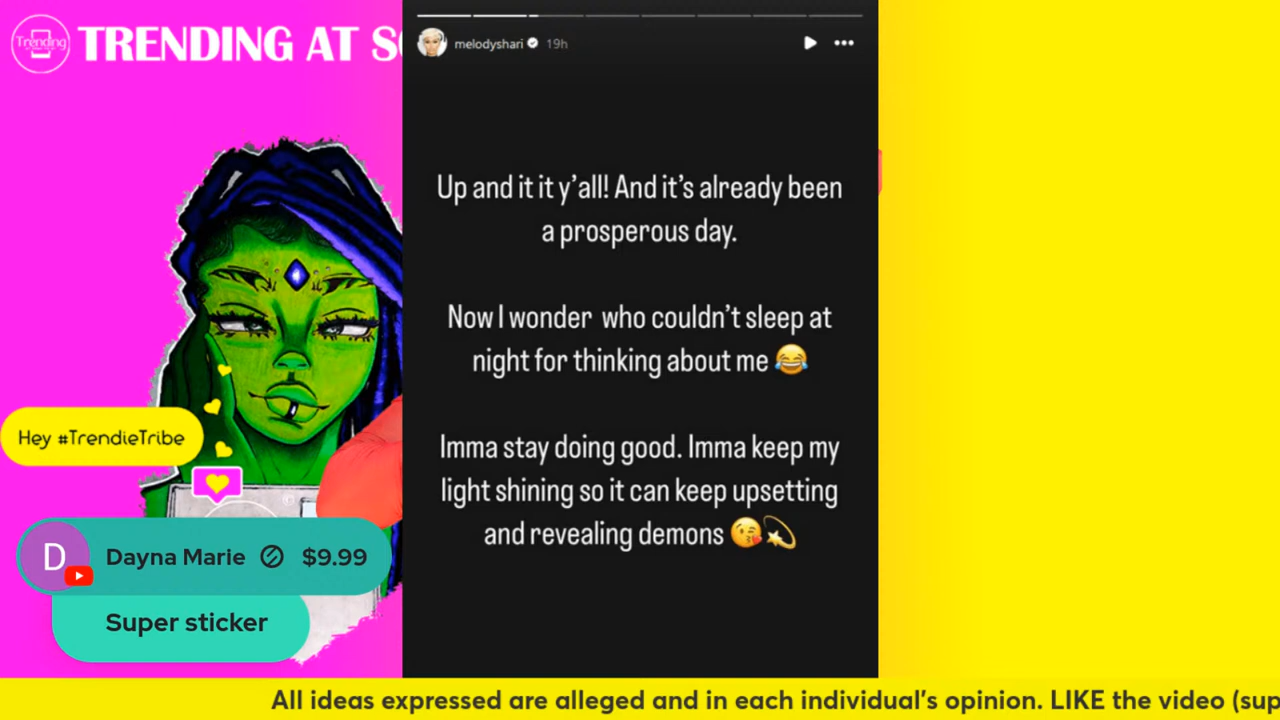 Trending
TRENDING AT S
melodyshari 19h
Up and it it y'all! And it's already been
a prosperous day.
Now I wonder who couldn't sleep at
night for thinking about me 😂
Imma stay doing good. Imma keep my
light shining so it can keep upsetting
and revealing demons 😘💫
Hey #TrendieTribe
D
Dayna Marie $9.99
Super sticker
All ideas expressed are alleged and in each individual's opinion. LIKE the video (sup